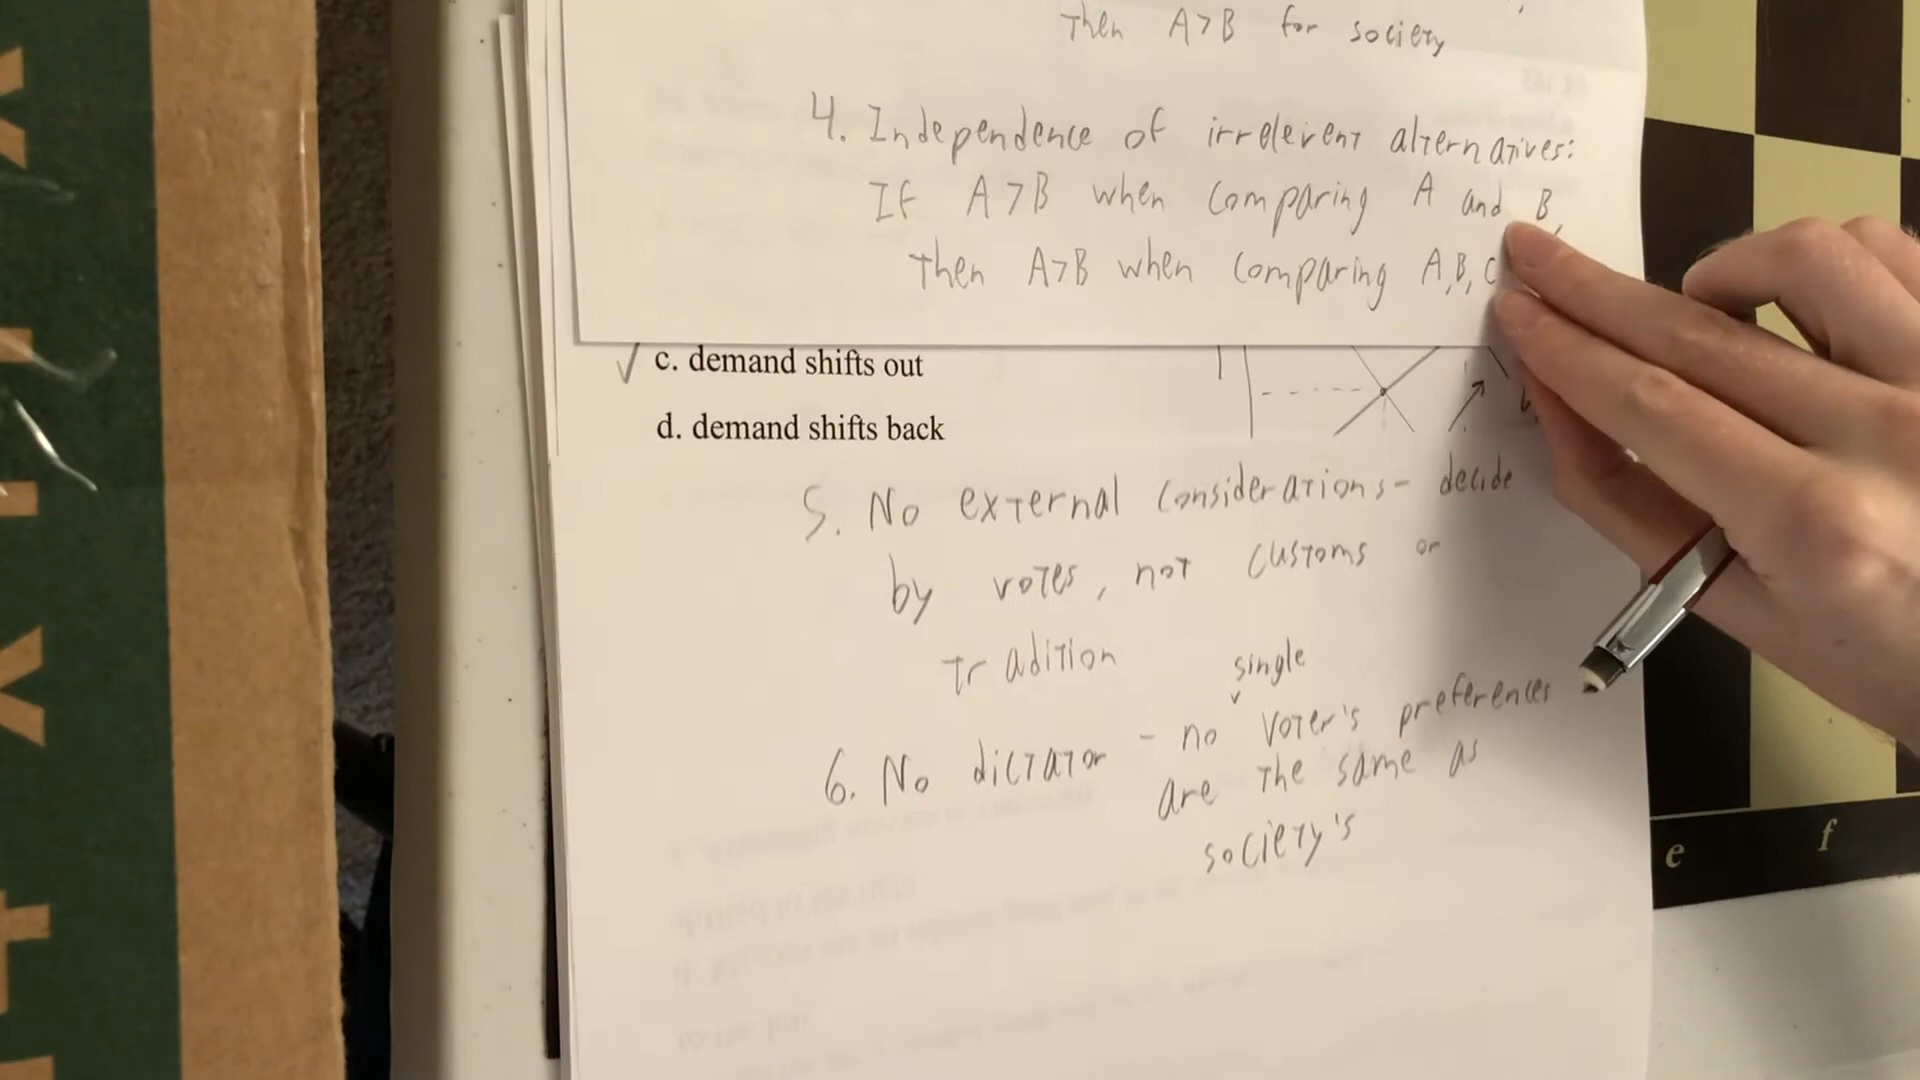 Then A>B for society
4. Independence of irrelevent alternatives:
If A>B when comparing A and B,
then A>B when comparing A,B,C
c. demand shifts out
d. demand shifts back
5. No external considerations- decide
by votes, not customs or
tradition
single
6. No dictator - no voter's preferences
are the same as
society's
e f